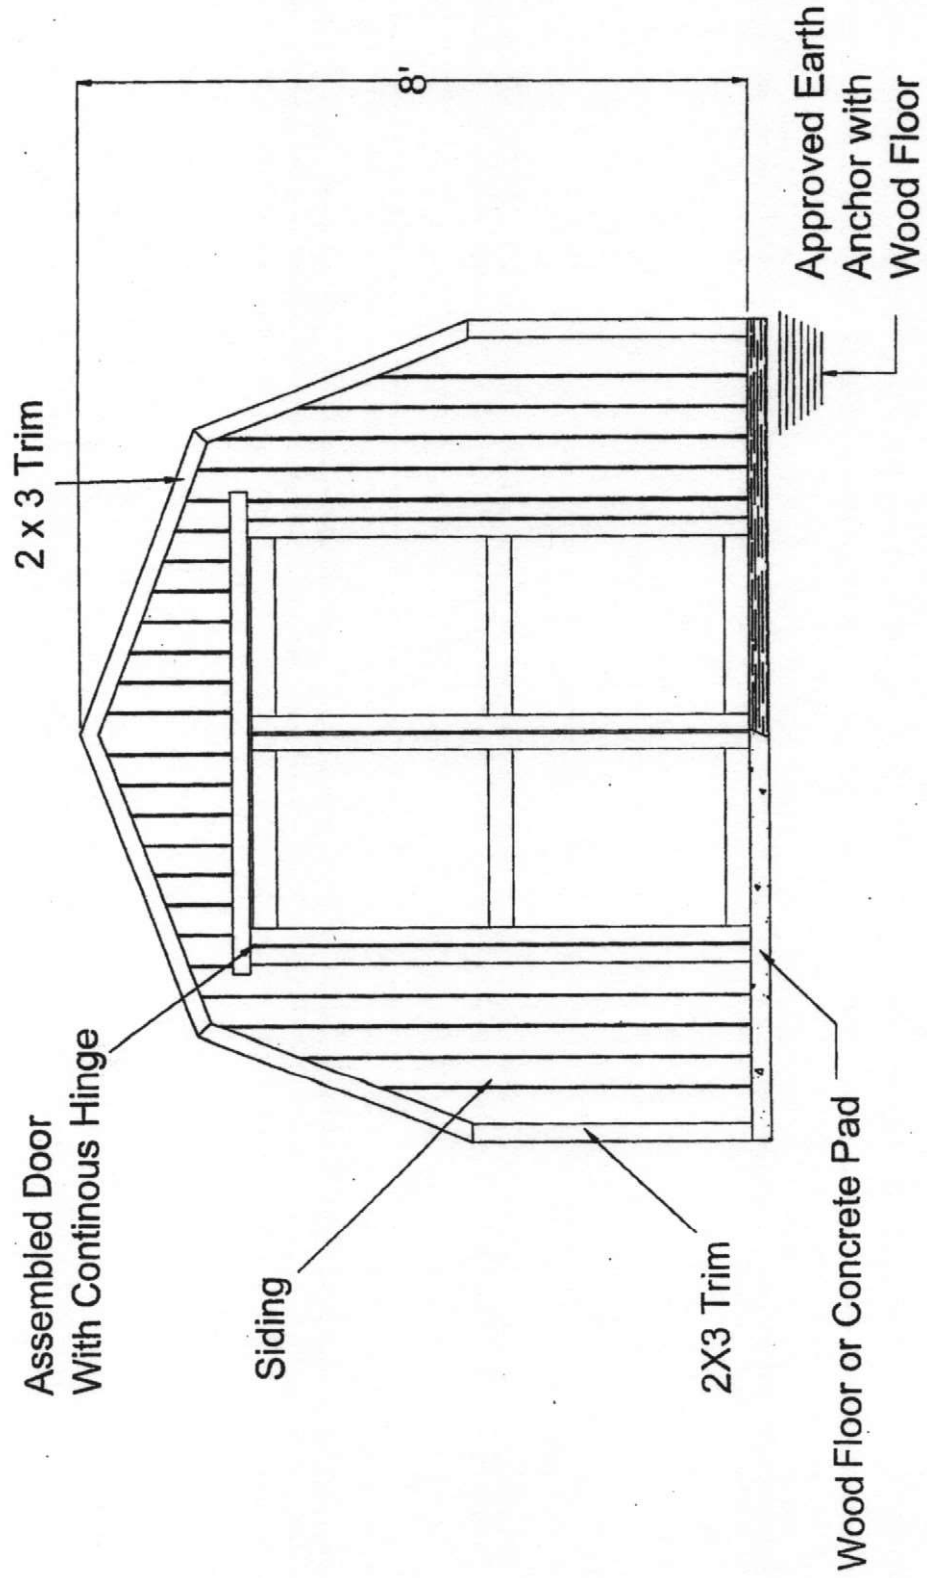 Assembled Door
With Continous Hinge
2 x 3 Trim
Siding
8'
2X3 Trim
Wood Floor or Concrete Pad
Approved Earth
Anchor with
Wood Floor